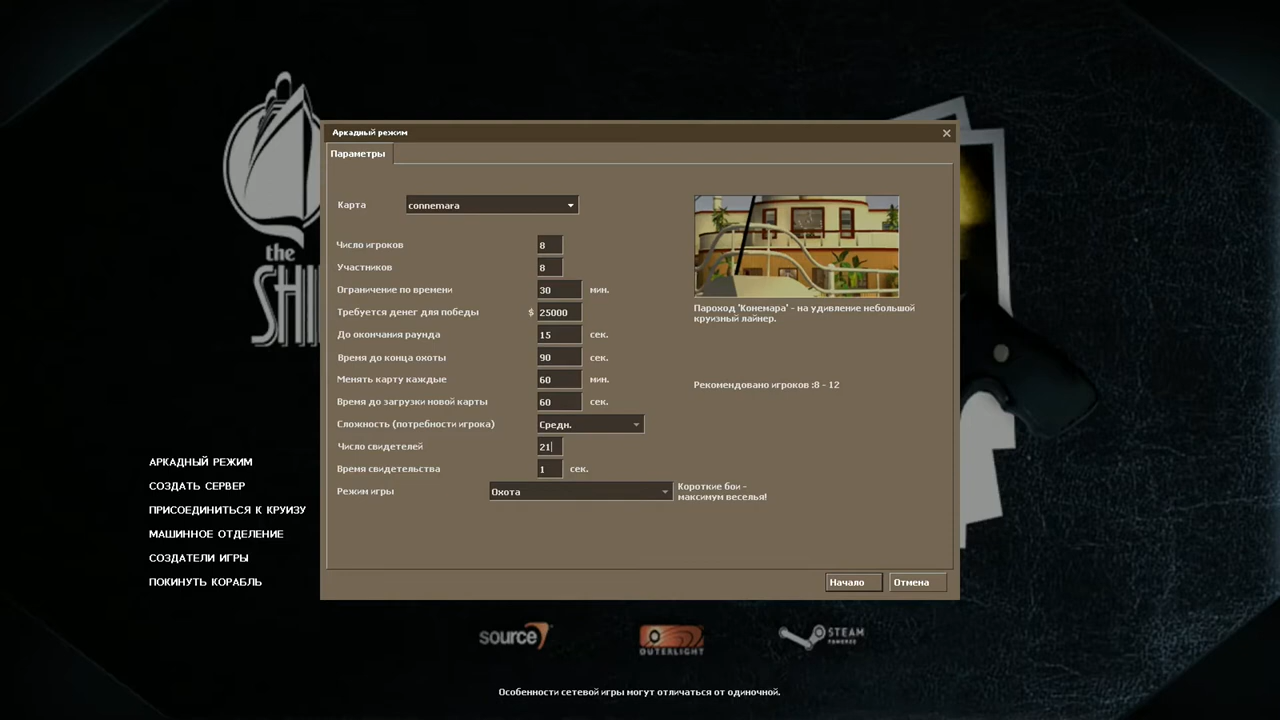 the
SHI
Аркадный режим
Параметры
Карта
connemara
Число игроков
8
Участников
8
Ограничение по времени
30
мин.
Требуется денег для победы
$ 25000
До окончания раунда
15
сек.
Время до конца охоты
90
сек.
Менять карту каждые
60
мин.
Время до загрузки новой карты
60
сек.
Сложность (потребности игрока)
Средн.
Число свидетелей
21
Время свидетельства
1
сек.
Режим игры
Охота
Короткие бои -
максимум веселья!
Пароход 'Конемара' - на удивление небольшой
круизный лайнер.
Рекомендовано игроков :8 - 12
Начало
Отмена
АРКАДНЫЙ РЕЖИМ
СОЗДАТЬ СЕРВЕР
ПРИСОЕДИНИТЬСЯ К КРУИЗУ
МАШИННОЕ ОТДЕЛЕНИЕ
СОЗДАТЕЛИ ИГРЫ
ПОКИНУТЬ КОРАБЛЬ
source
OUTERLIGHT
STEAM
POWERED
Особенности сетевой игры могут отличаться от одиночной.